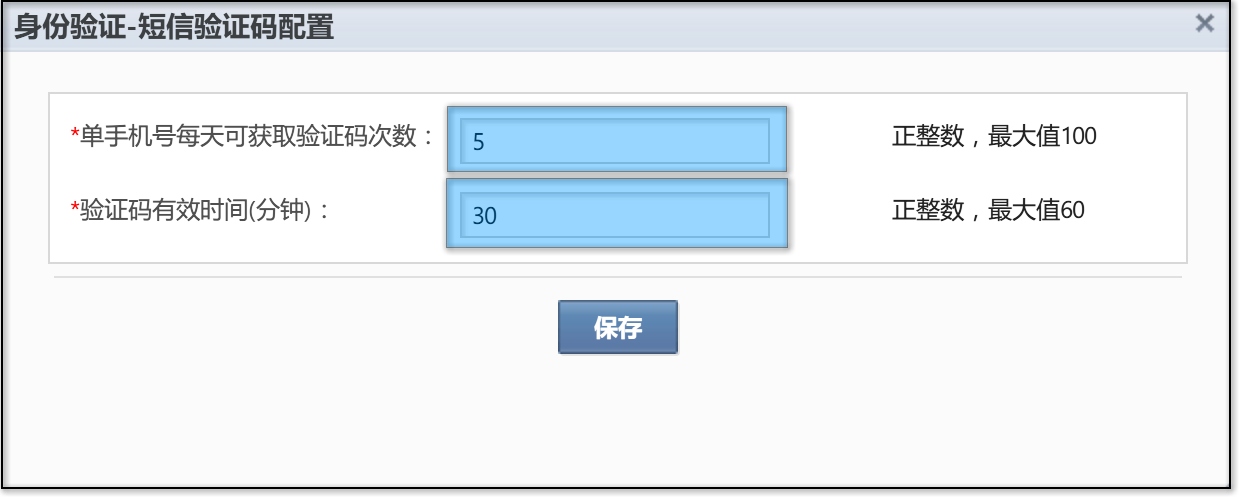 身份验证-短信验证码配置
*单手机号每天可获取验证码次数： 5 正整数，最大值100
*验证码有效时间(分钟)： 30 正整数，最大值60
保存